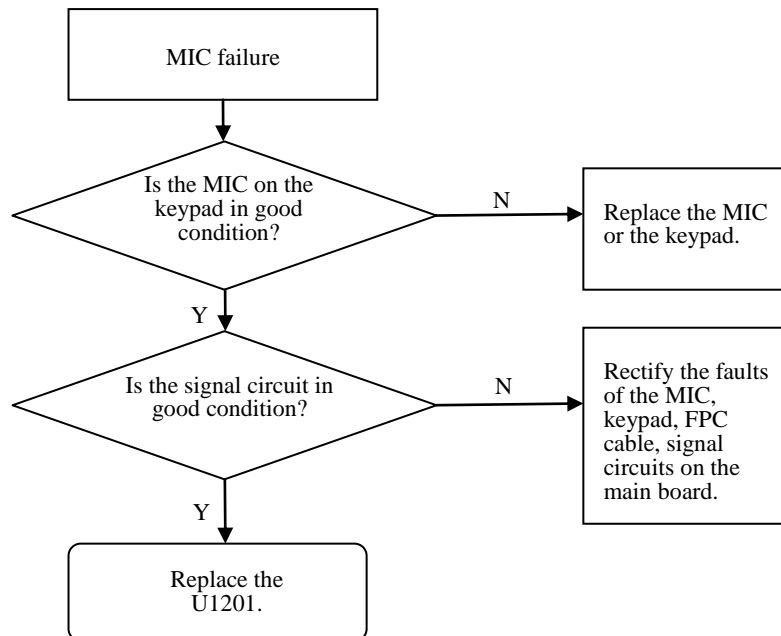 MIC failure
Is the MIC on the
keypad in good
condition?
N
Replace the MIC
or the keypad.
Y
Is the signal circuit in
good condition?
N
Rectify the faults
of the MIC,
keypad, FPC
cable, signal
circuits on the
main board.
Y
Replace the
U1201.